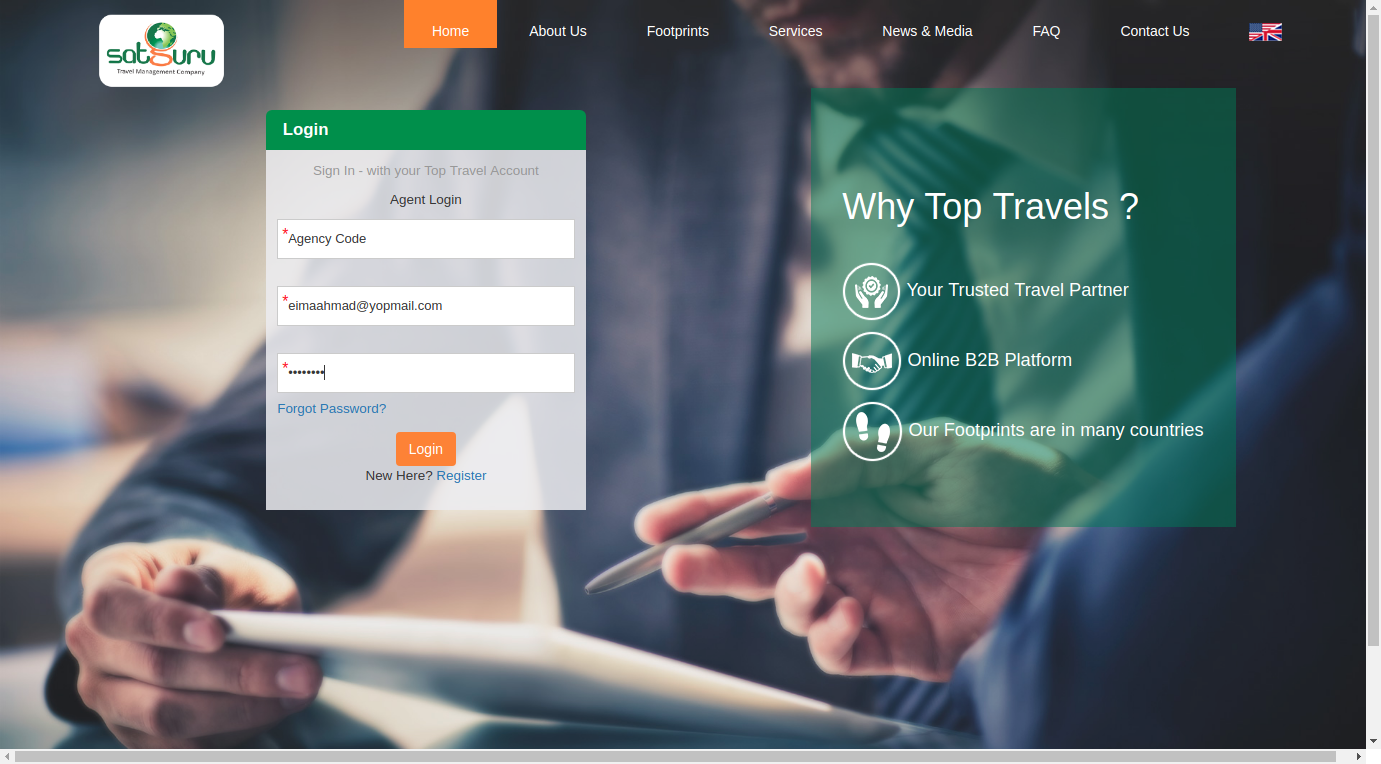 satguru
Travel Management Company
Home
About Us
Footprints
Services
News & Media
FAQ
Contact Us
Login
Sign In - with your Top Travel Account
Agent Login
*Agency Code
*eimaahmad@yopmail.com
*••••••••
Forgot Password?
Login
New Here? Register
Why Top Travels ?
Your Trusted Travel Partner
Online B2B Platform
Our Footprints are in many countries